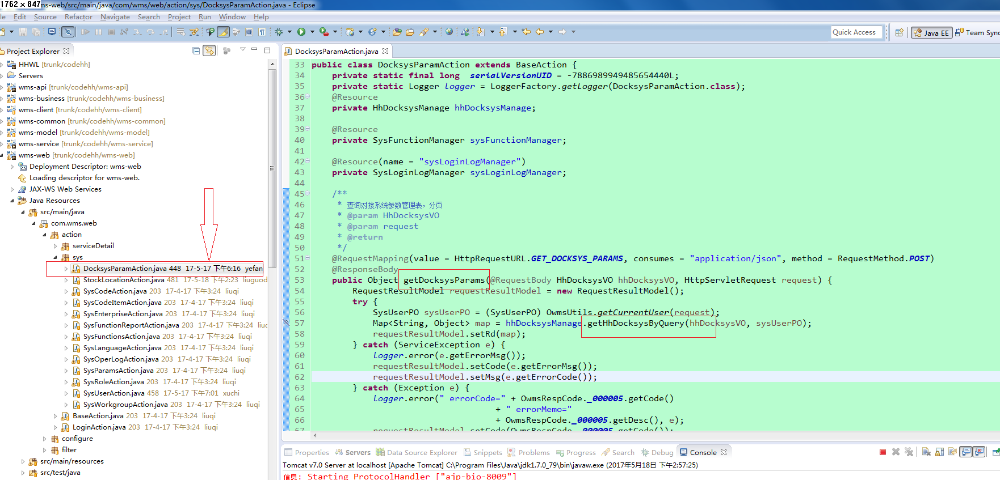 1762 × 847
ms-web/src/main/java/com/wms/web/action/sys/DocksysParamAction.java - Eclipse
le Edit Source Refactor Navigate Search Project Run Window Help
Quick Access
Java EE
Team Sync
Project Explorer
HHWL [trunk/codehh]
Servers
wms-api [trunk/codehh/wms-api]
wms-business [trunk/codehh/wms-business]
wms-client [trunk/codehh/wms-client]
wms-common [trunk/codehh/wms-common]
wms-model [trunk/codehh/wms-model]
wms-service [trunk/codehh/wms-service]
wms-web [trunk/codehh/wms-web]
Deployment Descriptor: wms-web
Loading descriptor for wms-web.
JAX-WS Web Services
Java Resources
src/main/java
com.wms.web
action
serviceDetail
sys
DocksysParamAction.java 448 17-5-17 下午6:16 yefan
StockLocationAction.java 481 17-5-18 下午2:23 liuguod
SysCodeAction.java 203 17-4-17 下午3:24 liuqi
SysCodeItemAction.java 203 17-4-17 下午3:24 liuqi
SysEnterpriseAction.java 203 17-4-17 下午3:24 liuqi
SysFunctionReportAction.java 203 17-4-17 下午3:24 liuc
SysFunctionsAction.java 203 17-4-17 下午3:24 liuqi
SysLanguageAction.java 203 17-4-17 下午3:24 liuqi
SysOperLogAction.java 203 17-4-17 下午3:24 liuqi
SysParamsAction.java 203 17-4-17 下午3:24 liuqi
SysRoleAction.java 203 17-4-17 下午3:24 liuqi
SysUserAction.java 458 17-5-17 下午7:01 xuchi
SysWorkgroupAction.java 203 17-4-17 下午3:24 liuqi
BaseAction.java 203 17-4-17 下午3:24 liuqi
LoginAction.java 203 17-4-17 下午3:24 liuqi
configure
filter
src/main/resources
src/test/java
DocksysParamAction.java
33 public class DocksysParamAction extends BaseAction {
34 private static final long serialVersionUID = -7886989949485654440L;
35 private static Logger logger = LoggerFactory.getLogger(DocksysParamAction.class);
36 @Resource
37 private HhDocksysManage hhDocksysManage;
38
39 @Resource
40 private SysFunctionManager sysFunctionManager;
41
42 @Resource(name = "sysLoginLogManager")
43 private SysLoginLogManager sysLoginLogManager;
44
45 /**
46 * 查询对接系统参数管理表，分页
47 * @param HhDocksysVO
48 * @param request
49 * @return
50 */
51 @RequestMapping(value = HttpRequestURL.GET_DOCKSYS_PARAMS, consumes = "application/json", method = RequestMethod.POST)
52 @ResponseBody
53 public Object getDocksysParams(@RequestBody HhDocksysVO hhDocksysVO, HttpServletRequest request) {
54 RequestResultModel requestResultModel = new RequestResultModel();
55 try {
56 SysUserPO sysUserPO = (SysUserPO) OwmsUtils.getCurrentUser(request);
57 Map<String, Object> map = hhDocksysManage.getHhDocksysByQuery(hhDocksysVO, sysUserPO);
58 requestResultModel.setRd(map);
59 } catch (ServiceException e) {
60 logger.error(e.getErrorMsg());
61 requestResultModel.setCode(e.getErrorMsg());
62 requestResultModel.setMsg(e.getErrorCode());
63 } catch (Exception e) {
64 logger.error(" errorCode=" + OwmsRespCode._000005.getCode()
65 + " errorMemo="
66 + OwmsRespCode._000005.getDesc(), e);
67 requestResultModel.setCode(OwmsRespCode._000005.getCode());
Properties Servers Data Source Explorer Snippets Problems Progress Search Debug Console
Tomcat v7.0 Server at localhost [Apache Tomcat] C:\Program Files\Java\jdk1.7.0_79\bin\javaw.exe (2017年5月18日 下午2:57:25)
信息: Starting ProtocolHandler ["ajp-bio-8009"]